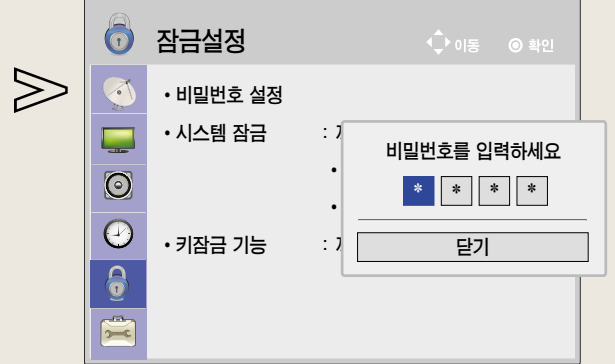 잠금설정
이동
확인
• 비밀번호 설정
• 시스템 잠금 :
•
•
• 키잠금 기능 :
비밀번호를 입력하세요
* * * *
닫기